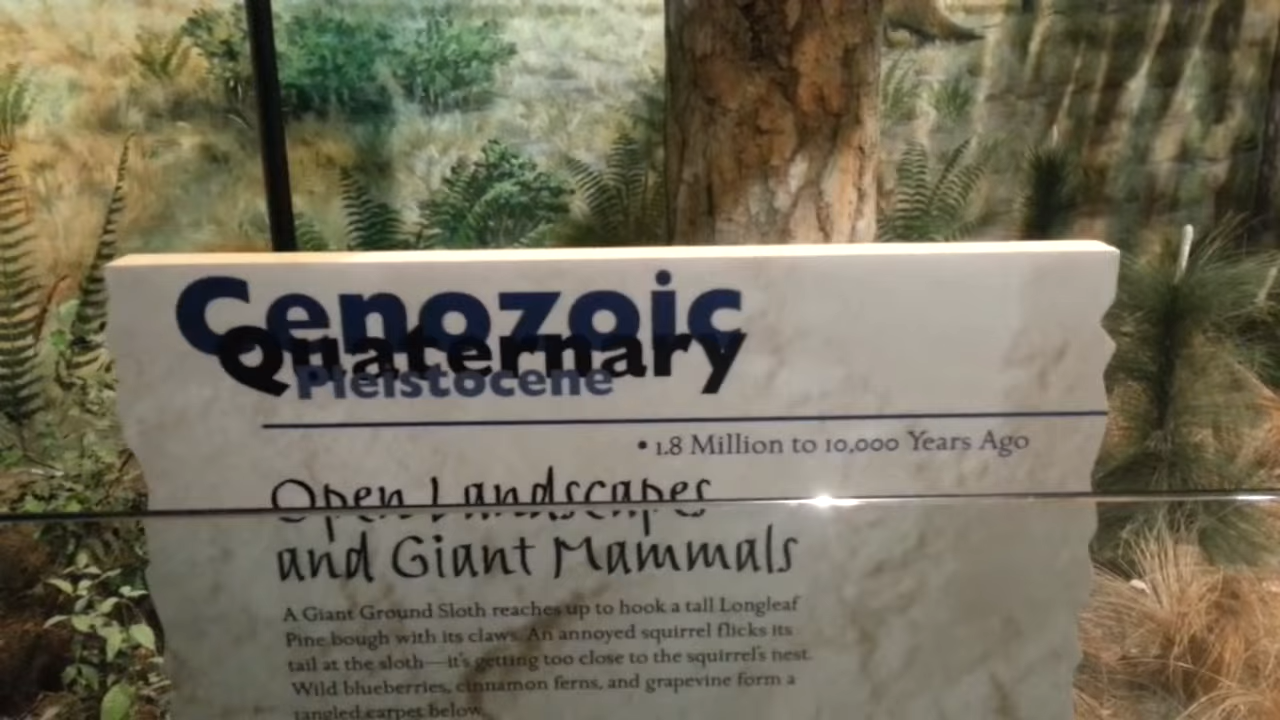 Cenozoic
Quaternary
Pleistocene
• 1.8 Million to 10,000 Years Ago
Open Landscapes
and Giant Mammals
A Giant Ground Sloth reaches up to hook a tall Longleaf
Pine bough with its claws. An annoyed squirrel flicks its
tail at the sloth—it's getting too close to the squirrel's nest.
Wild blueberries, cinnamon ferns, and grapevine form a
tangled carpet below.